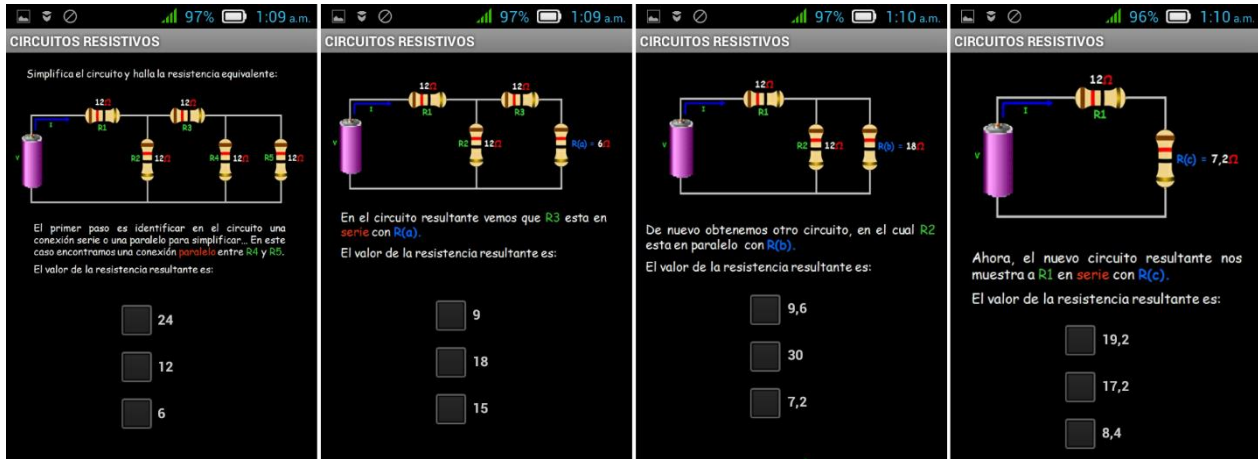 97% 1:09 a.m.
CIRCUITOS RESISTIVOS
Simplifica el circuito y halla la resistencia equivalente:
12Ω 12Ω
I R1 R3
V R2 12Ω R4 12Ω R5 12Ω
El primer paso es identificar en el circuito una
conexión serie o una paralelo para simplificar... En este
caso encontramos una conexión paralelo entre R4 y R5.
El valor de la resistencia resultante es:
24
12
6
97% 1:09 a.m.
CIRCUITOS RESISTIVOS
12Ω 12Ω
I R1 R3
V R2 12Ω R(a) = 6Ω
En el circuito resultante vemos que R3 esta en
serie con R(a).
El valor de la resistencia resultante es:
9
18
15
97% 1:10 a.m.
CIRCUITOS RESISTIVOS
12Ω
I R1
V R2 12Ω R(b) = 18Ω
De nuevo obtenemos otro circuito, en el cual R2
esta en paralelo con R(b).
El valor de la resistencia resultante es:
9,6
30
7,2
96% 1:10 a.m.
CIRCUITOS RESISTIVOS
12Ω
I R1
V R(c) = 7,2Ω
Ahora, el nuevo circuito resultante nos
muestra a R1 en serie con R(c).
El valor de la resistencia resultante es:
19,2
17,2
8,4